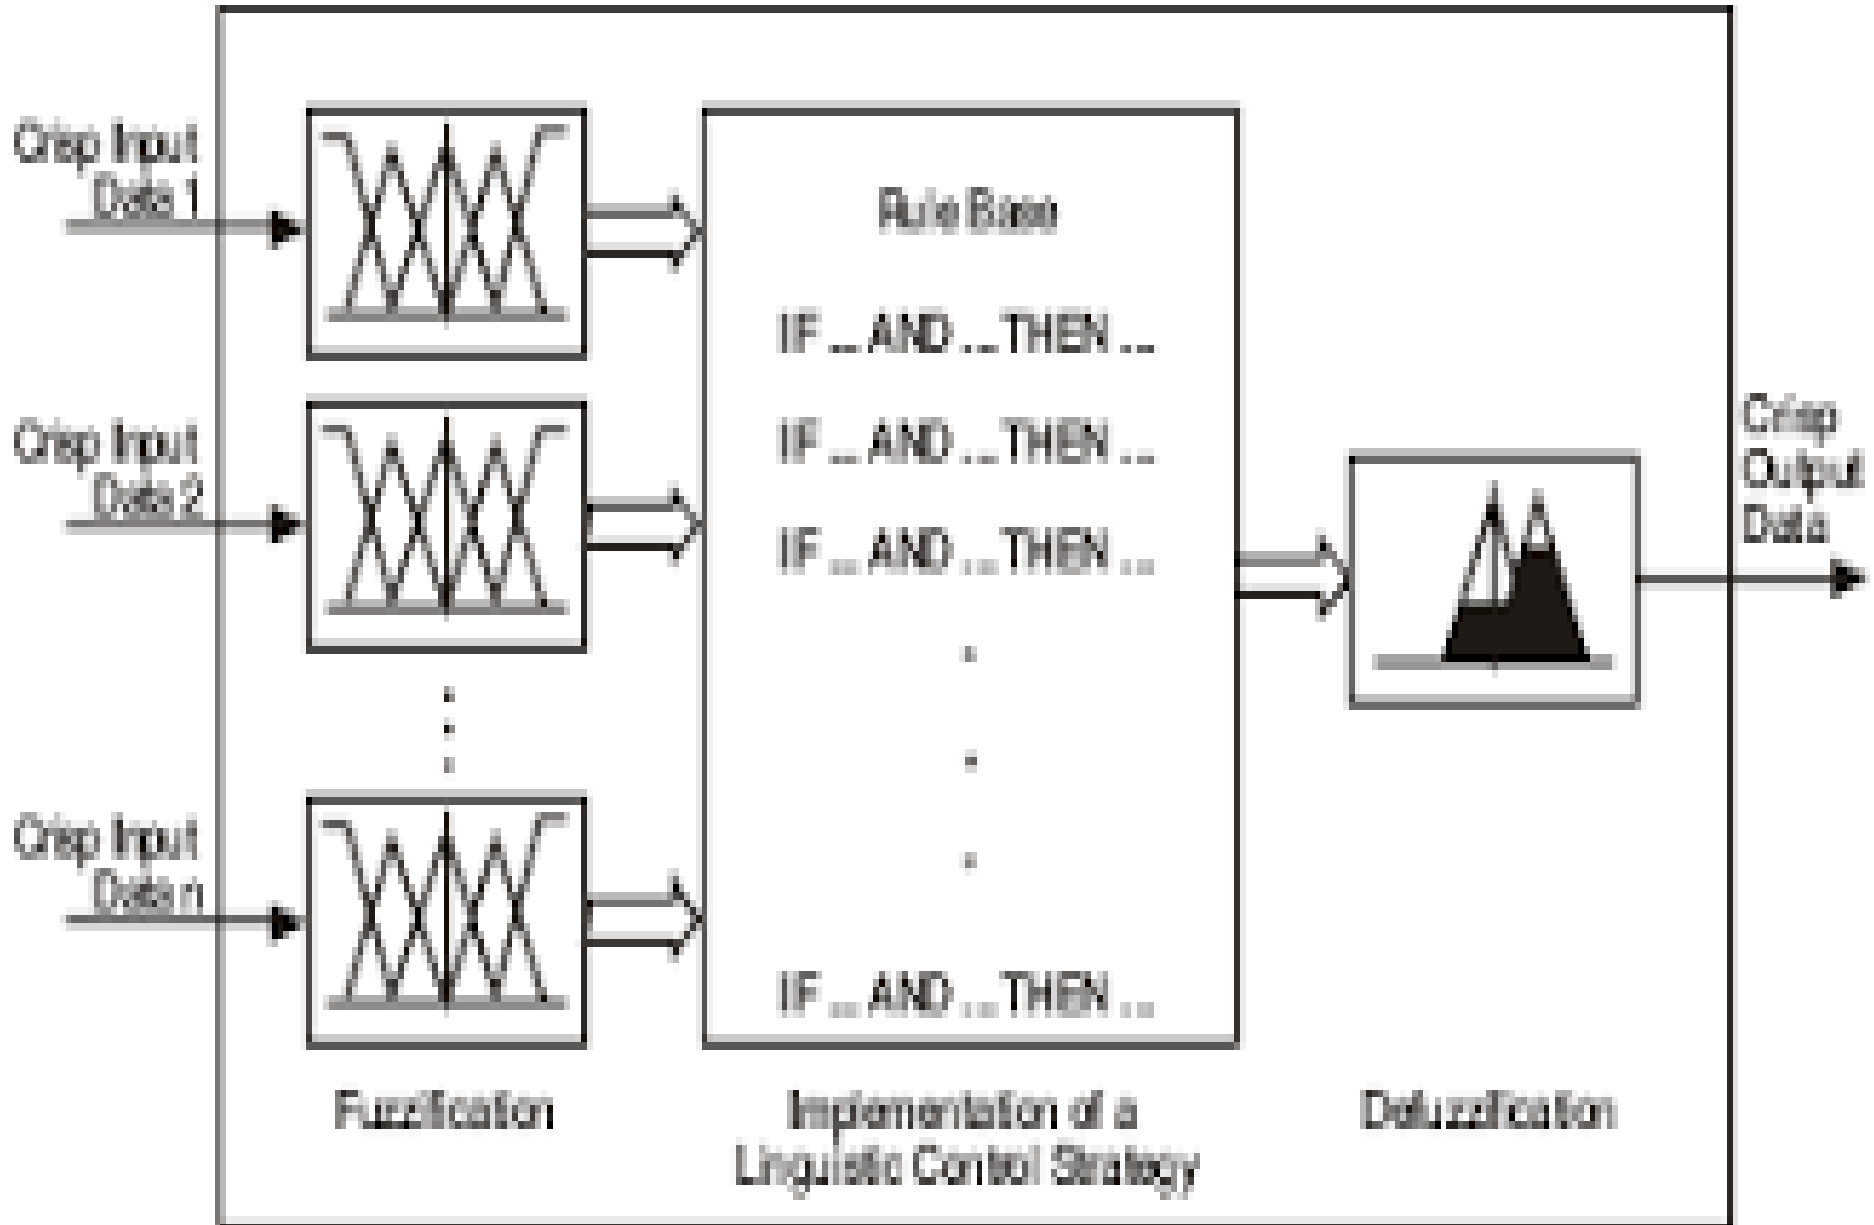 Crisp Input
Data 1
Crisp Input
Data 2
Crisp Input
Data n
Rule Base
IF ... AND ... THEN ...
IF ... AND ... THEN ...
IF ... AND ... THEN ...
IF ... AND ... THEN ...
Crisp
Output
Data
Fuzzification
Implementation of a
Linguistic Control Strategy
Defuzzification